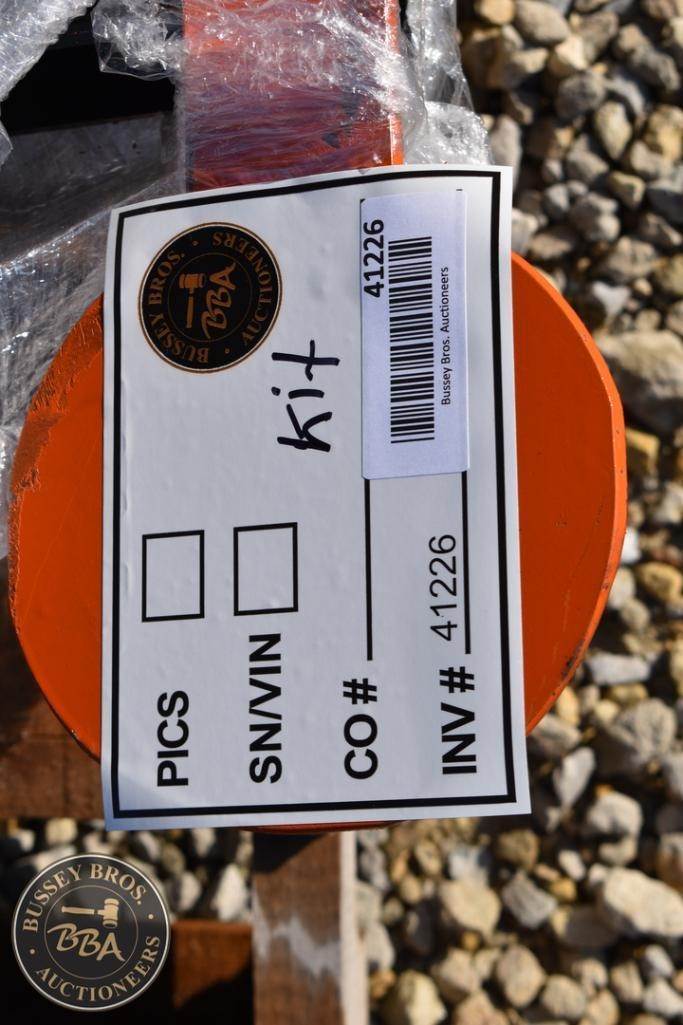 BUSSEY BROS.
BBA
AUCTIONEERS
BUSSEY
PICS
SN/VIN
kit
CO #
INV # 41226
41226
Bussey Bros. Auctioneers
BUSSEY BROS.
BBA
AUCTIONEERS